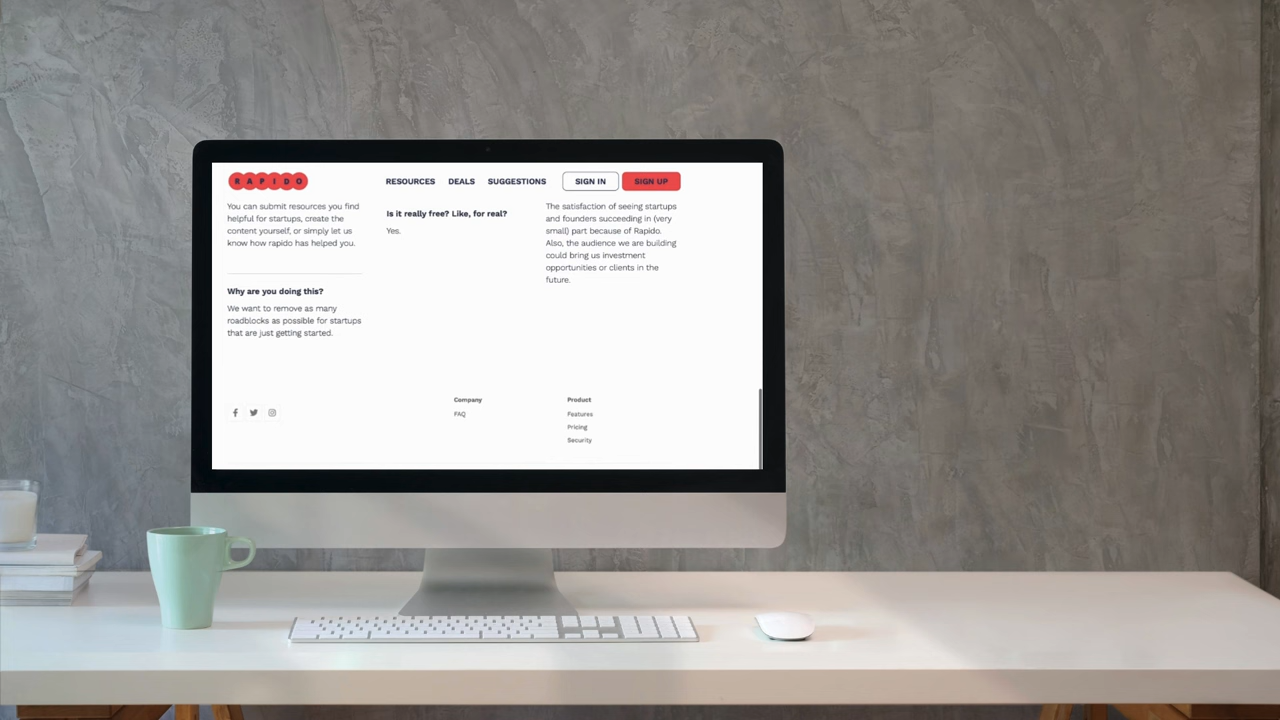 RAPIDO
RESOURCES DEALS SUGGESTIONS SIGN IN SIGN UP
You can submit resources you find
helpful for startups, create the
content yourself, or simply let us
know how rapido has helped you.
Why are you doing this?
We want to remove as many
roadblocks as possible for startups
that are just getting started.
Is it really free? Like, for real?
Yes.
The satisfaction of seeing startups
and founders succeeding in (very
small) part because of Rapido.
Also, the audience we are building
could bring us investment
opportunities or clients in the
future.
Company
FAQ
Product
Features
Pricing
Security